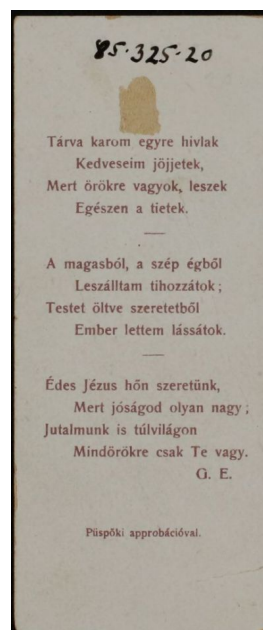 85.325.20
Tárva karom egyre hivlak
Kedveseim jöjjetek,
Mert örökre vagyok, leszek
Egészen a tietek.
A magasból, a szép égből
Leszálltam tihozzátok;
Testet öltve szeretetből
Ember lettem lássátok.
Édes Jézus hőn szeretünk,
Mert jóságod olyan nagy;
Jutalmunk is túlvilágon
Mindörökre csak Te vagy.
G. E.
Püspöki approbációval.